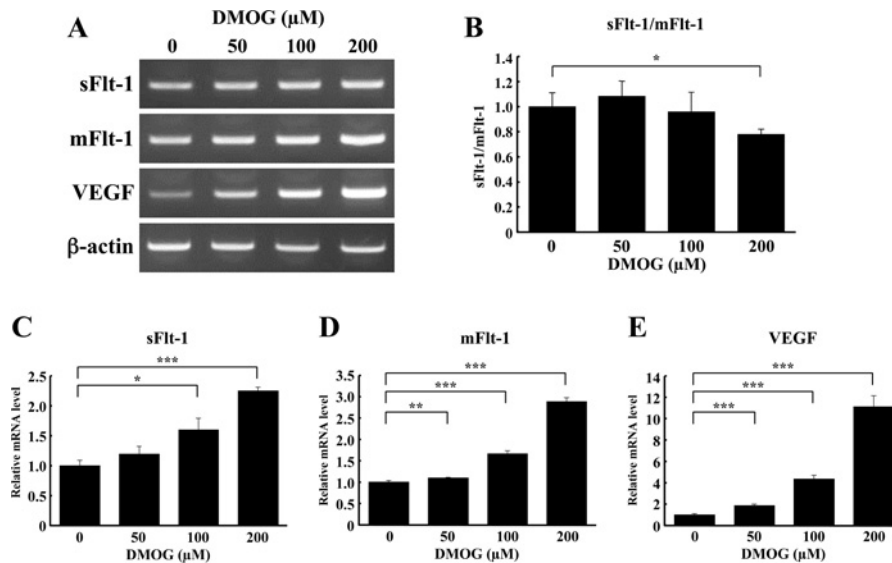 A
DMOG (µM)
0 50 100 200
sFlt-1
mFlt-1
VEGF
β-actin
B
sFlt-1/mFlt-1
sFlt-1/mFlt-1
1.4
1.2
1.0
0.8
0.6
0.4
0.2
0
*
0 50 100 200
DMOG (µM)
C
sFlt-1
Relative mRNA level
2.5
2.0
1.5
1.0
0.5
0
***
*
0 50 100 200
DMOG (µM)
D
mFlt-1
Relative mRNA level
3.5
3.0
2.5
2.0
1.5
1.0
0.5
0
***
***
**
0 50 100 200
DMOG (µM)
E
VEGF
Relative mRNA level
14
12
10
8
6
4
2
0
***
***
***
0 50 100 200
DMOG (µM)